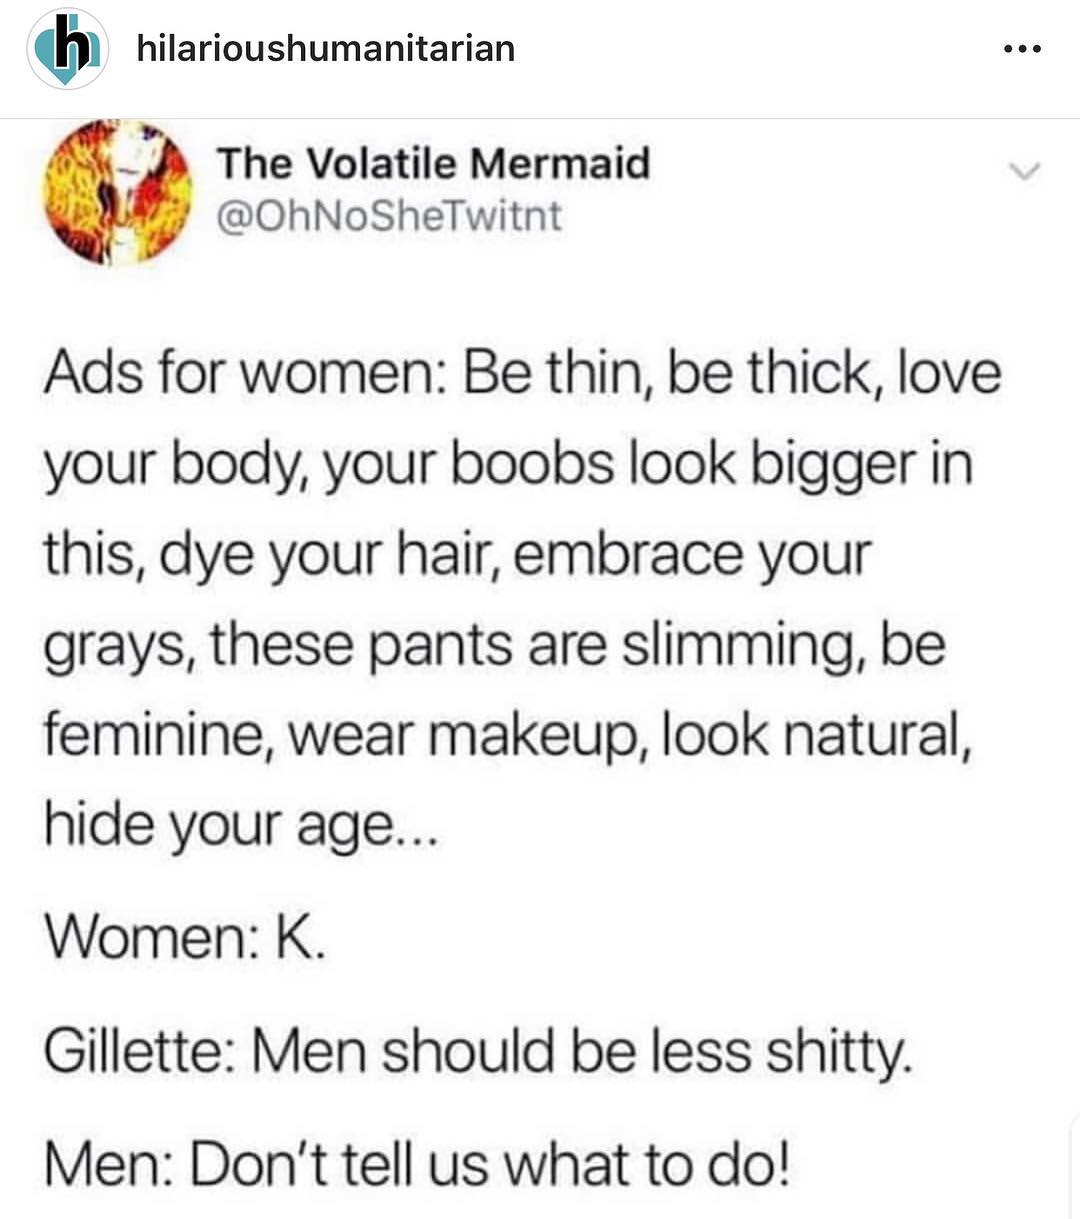 hilarioushumanitarian
The Volatile Mermaid
@OhNoSheTwitnt
Ads for women: Be thin, be thick, love
your body, your boobs look bigger in
this, dye your hair, embrace your
grays, these pants are slimming, be
feminine, wear makeup, look natural,
hide your age...
Women: K.
Gillette: Men should be less shitty.
Men: Don't tell us what to do!